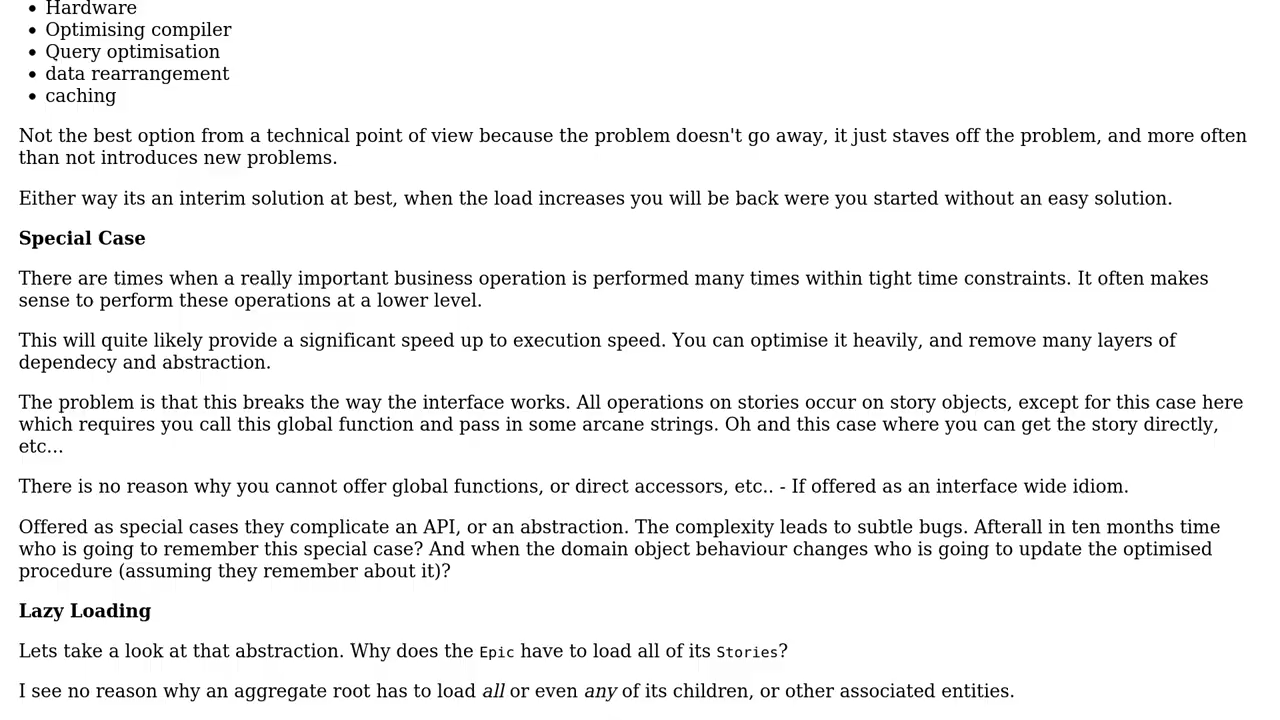 Hardware
Optimising compiler
Query optimisation
data rearrangement
caching
Not the best option from a technical point of view because the problem doesn't go away, it just staves off the problem, and more often
than not introduces new problems.
Either way its an interim solution at best, when the load increases you will be back were you started without an easy solution.
Special Case
There are times when a really important business operation is performed many times within tight time constraints. It often makes
sense to perform these operations at a lower level.
This will quite likely provide a significant speed up to execution speed. You can optimise it heavily, and remove many layers of
dependecy and abstraction.
The problem is that this breaks the way the interface works. All operations on stories occur on story objects, except for this case here
which requires you call this global function and pass in some arcane strings. Oh and this case where you can get the story directly,
etc...
There is no reason why you cannot offer global functions, or direct accessors, etc.. - If offered as an interface wide idiom.
Offered as special cases they complicate an API, or an abstraction. The complexity leads to subtle bugs. Afterall in ten months time
who is going to remember this special case? And when the domain object behaviour changes who is going to update the optimised
procedure (assuming they remember about it)?
Lazy Loading
Lets take a look at that abstraction. Why does the Epic have to load all of its Stories?
I see no reason why an aggregate root has to load all or even any of its children, or other associated entities.